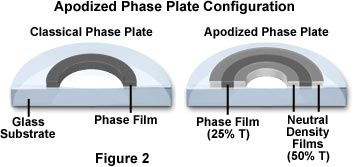 Apodized Phase Plate Configuration
Classical Phase Plate
Apodized Phase Plate
Glass
Substrate
Phase Film
Phase Film
(25% T)
Neutral
Density
Films
(50% T)
Figure 2